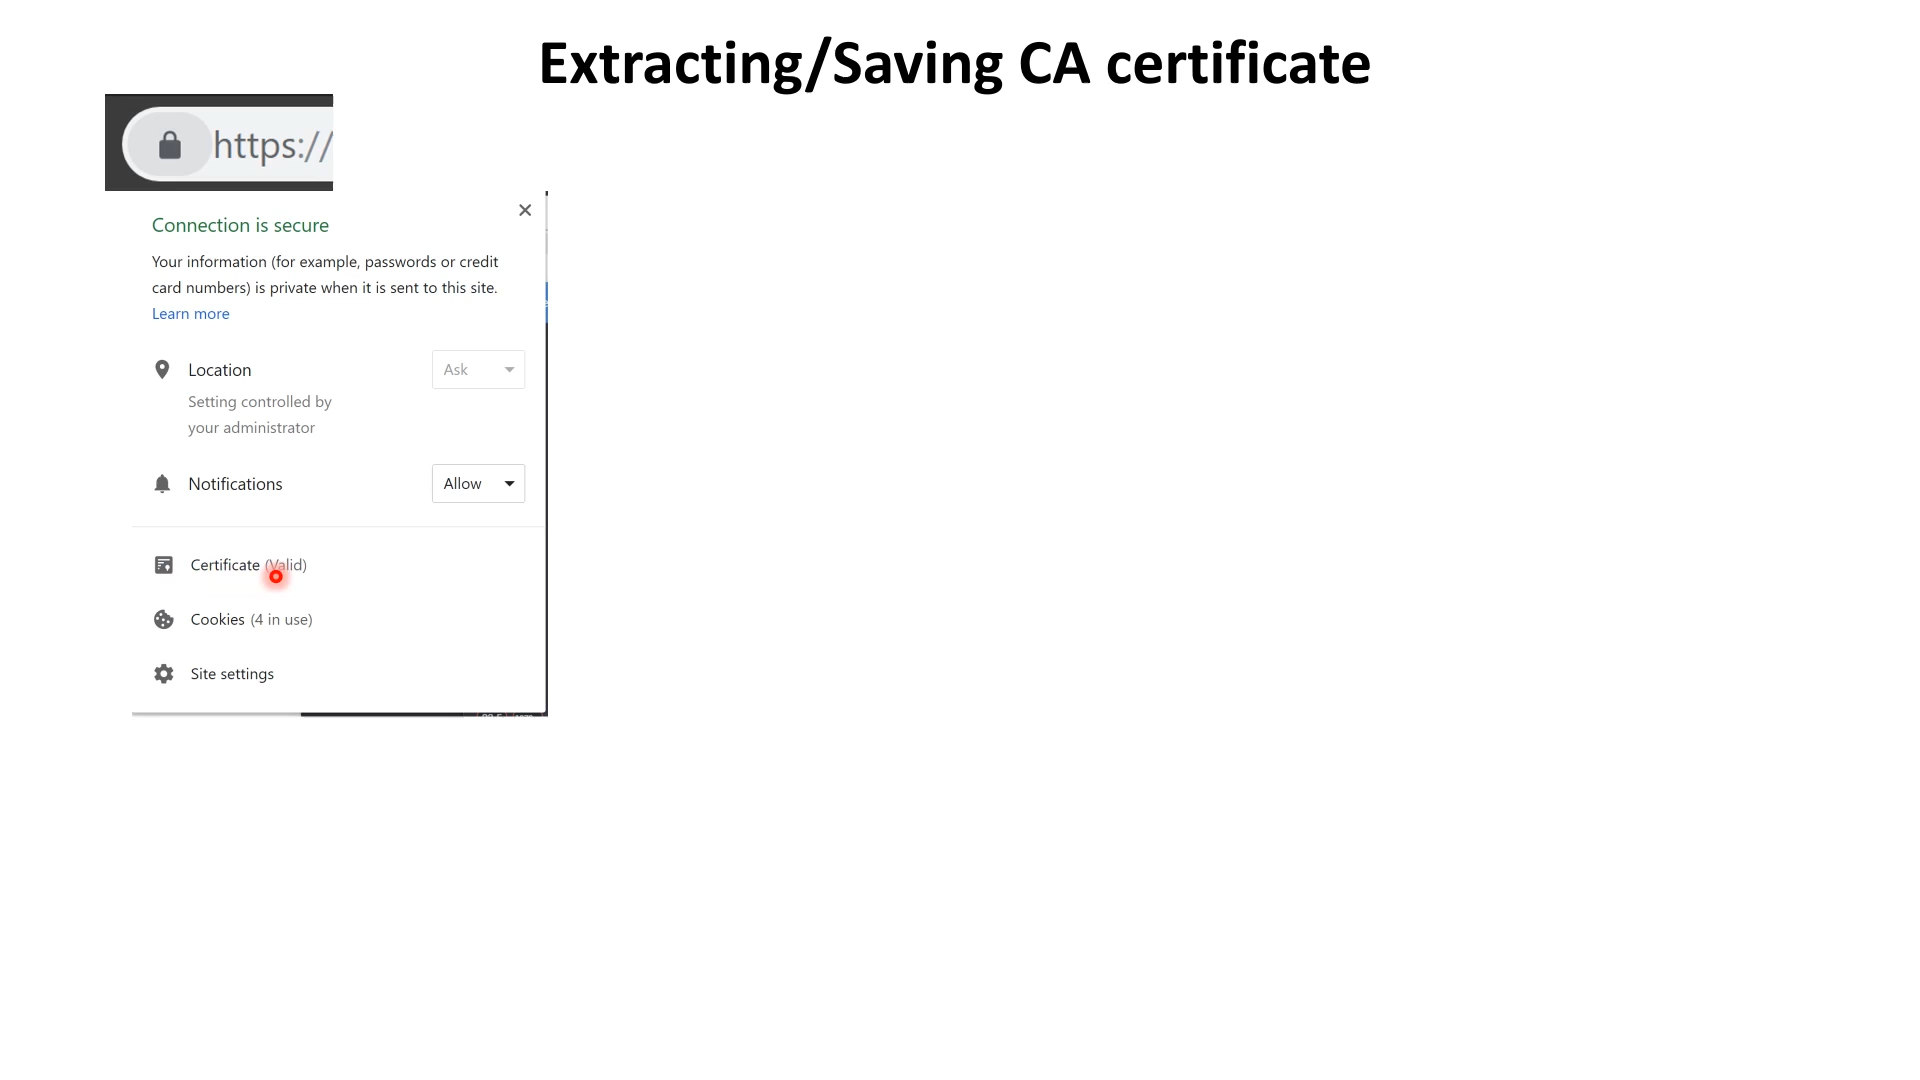 Extracting/Saving CA certificate
https://
Connection is secure
Your information (for example, passwords or credit
card numbers) is private when it is sent to this site.
Learn more
Location
Ask
Setting controlled by
your administrator
Notifications
Allow
Certificate (Valid)
Cookies (4 in use)
Site settings